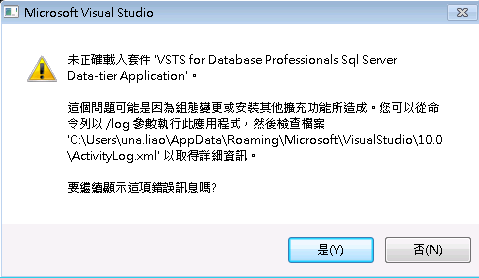 Microsoft Visual Studio
未正確載入套件 'VSTS for Database Professionals Sql Server
Data-tier Application'。
這個問題可能是因為組態變更或安裝其他擴充功能所造成。您可以從命
令列以 /log 參數執行此應用程式，然後檢查檔案
'C:\Users\una.liao\AppData\Roaming\Microsoft\VisualStudio\10.0
\ActivityLog.xml' 以取得詳細資訊。
要繼續顯示這項錯誤訊息嗎?
是(Y)
否(N)